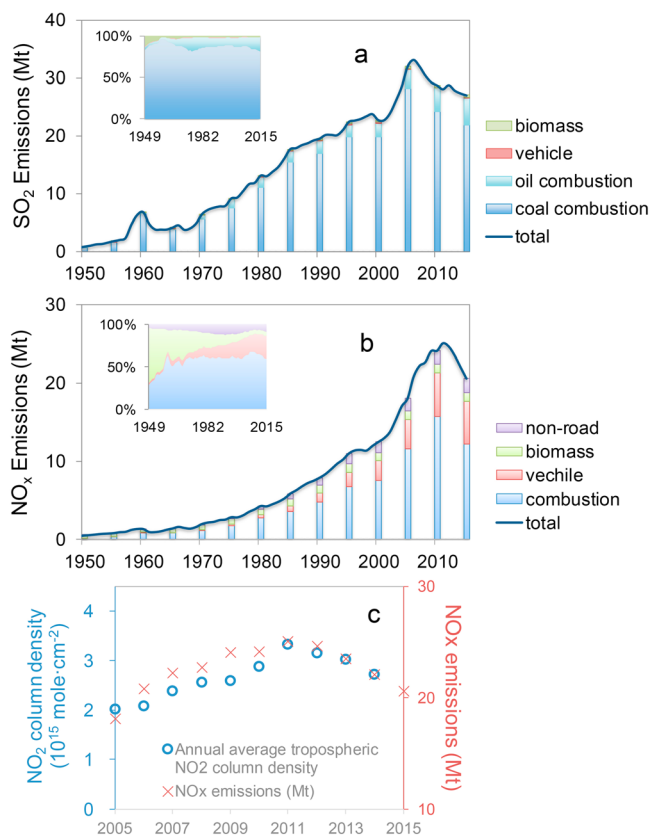 40
30
20
10
0
SO2 Emissions (Mt)
a
100%
50%
0%
1949 1982 2015
biomass
vehicle
oil combustion
coal combustion
total
1950 1960 1970 1980 1990 2000 2010
30
20
10
0
NOx Emissions (Mt)
b
100%
50%
0%
1949 1982 2015
non-road
biomass
vechile
combustion
total
1950 1960 1970 1980 1990 2000 2010
c
4
3
2
1
0
NO2 column density
(10^15 mole·cm^-2)
30
20
10
NOx emissions
(Mt)
Annual average tropospheric
NO2 column density
NOx emissions (Mt)
2005 2007 2009 2011 2013 2015